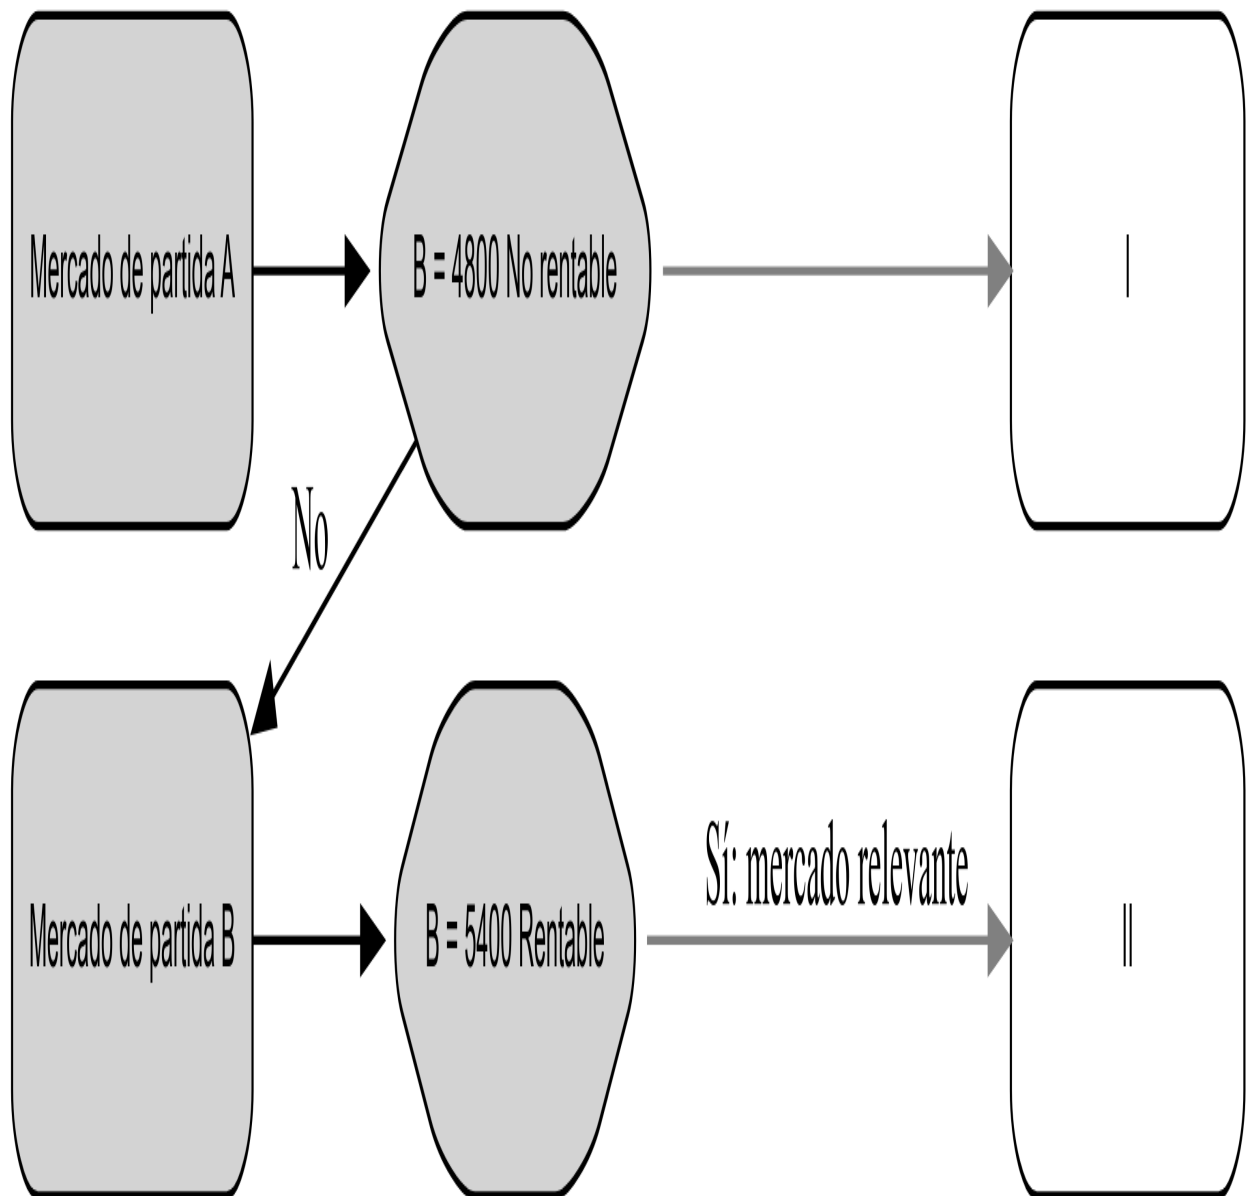 Mercado de partida A
B = 4800 No rentable
I
No
Sí: mercado relevante
Mercado de partida B
B = 5400 Rentable
II